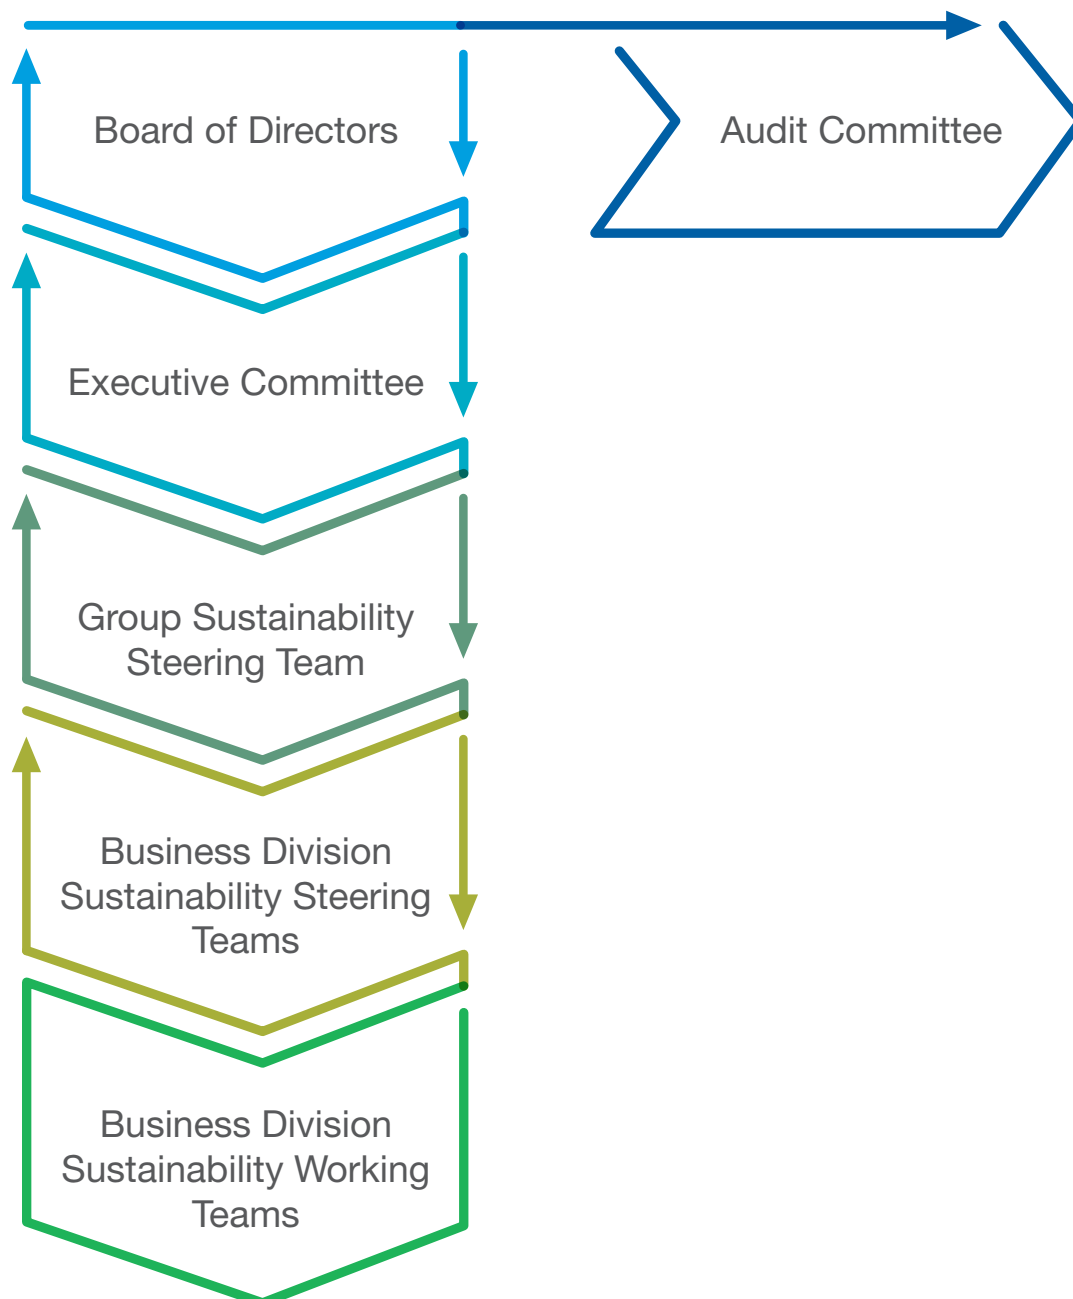 Board of Directors
Audit Committee
Executive Committee
Group Sustainability
Steering Team
Business Division
Sustainability Steering
Teams
Business Division
Sustainability Working
Teams